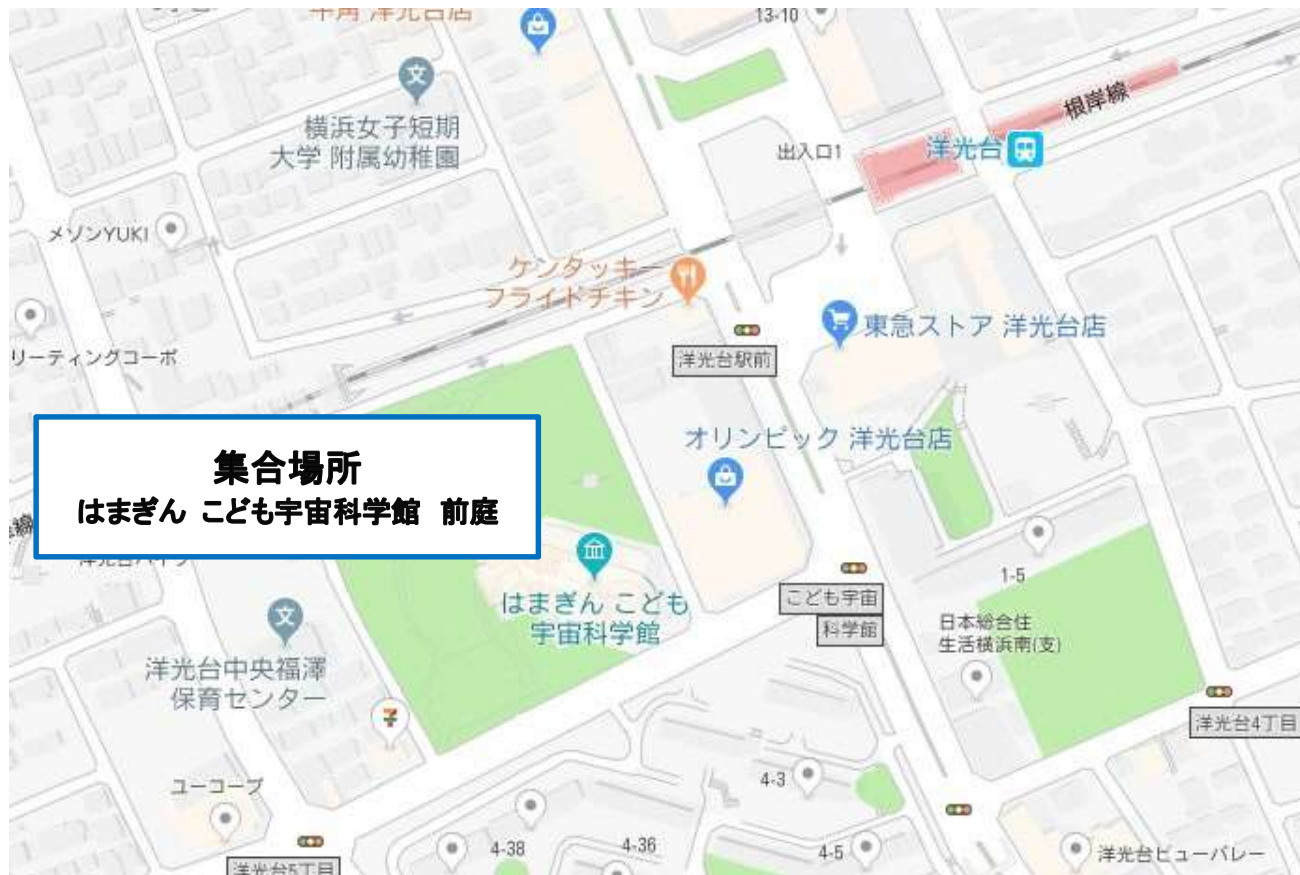 洋光台店
13-10
横浜女子短期
大学 附属幼稚園
出入口1
洋光台
根岸線
メゾンYUKI
ケンタッキー
フライドチキン
東急ストア 洋光台店
リーティングコーポ
洋光台駅前
オリンピック 洋光台店
集合場所
はまぎん こども宇宙科学館 前庭
1-5
はまぎん こども
宇宙科学館
こども宇宙
科学館
日本総合住
生活横浜南(支)
洋光台中央福澤
保育センター
洋光台4丁目
ユーコープ
4-3
4-38
4-36
4-5
洋光台ビューバレー
洋光台5丁目